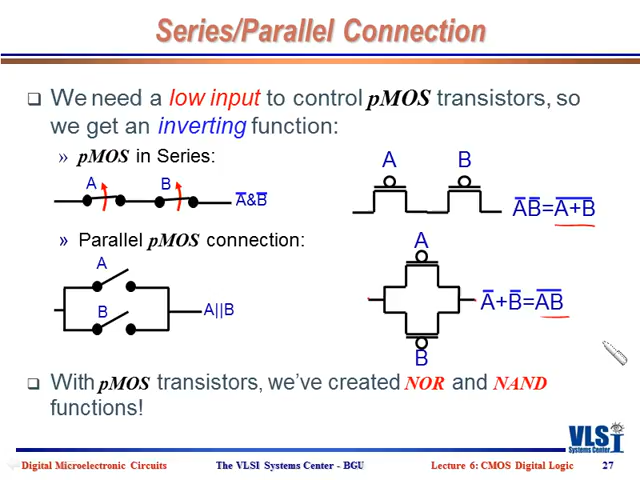 Series/Parallel Connection
We need a low input to control pMOS transistors, so
we get an inverting function:
» pMOS in Series:
A B
A̅&B̅
A B
A̅B̅=A̅+̅B̅
» Parallel pMOS connection:
A
B
A||B
A
A̅+B̅=A̅B̅
B
With pMOS transistors, we've created NOR and NAND
functions!
VLSI
Systems Center
Digital Microelectronic Circuits The VLSI Systems Center - BGU Lecture 6: CMOS Digital Logic 27